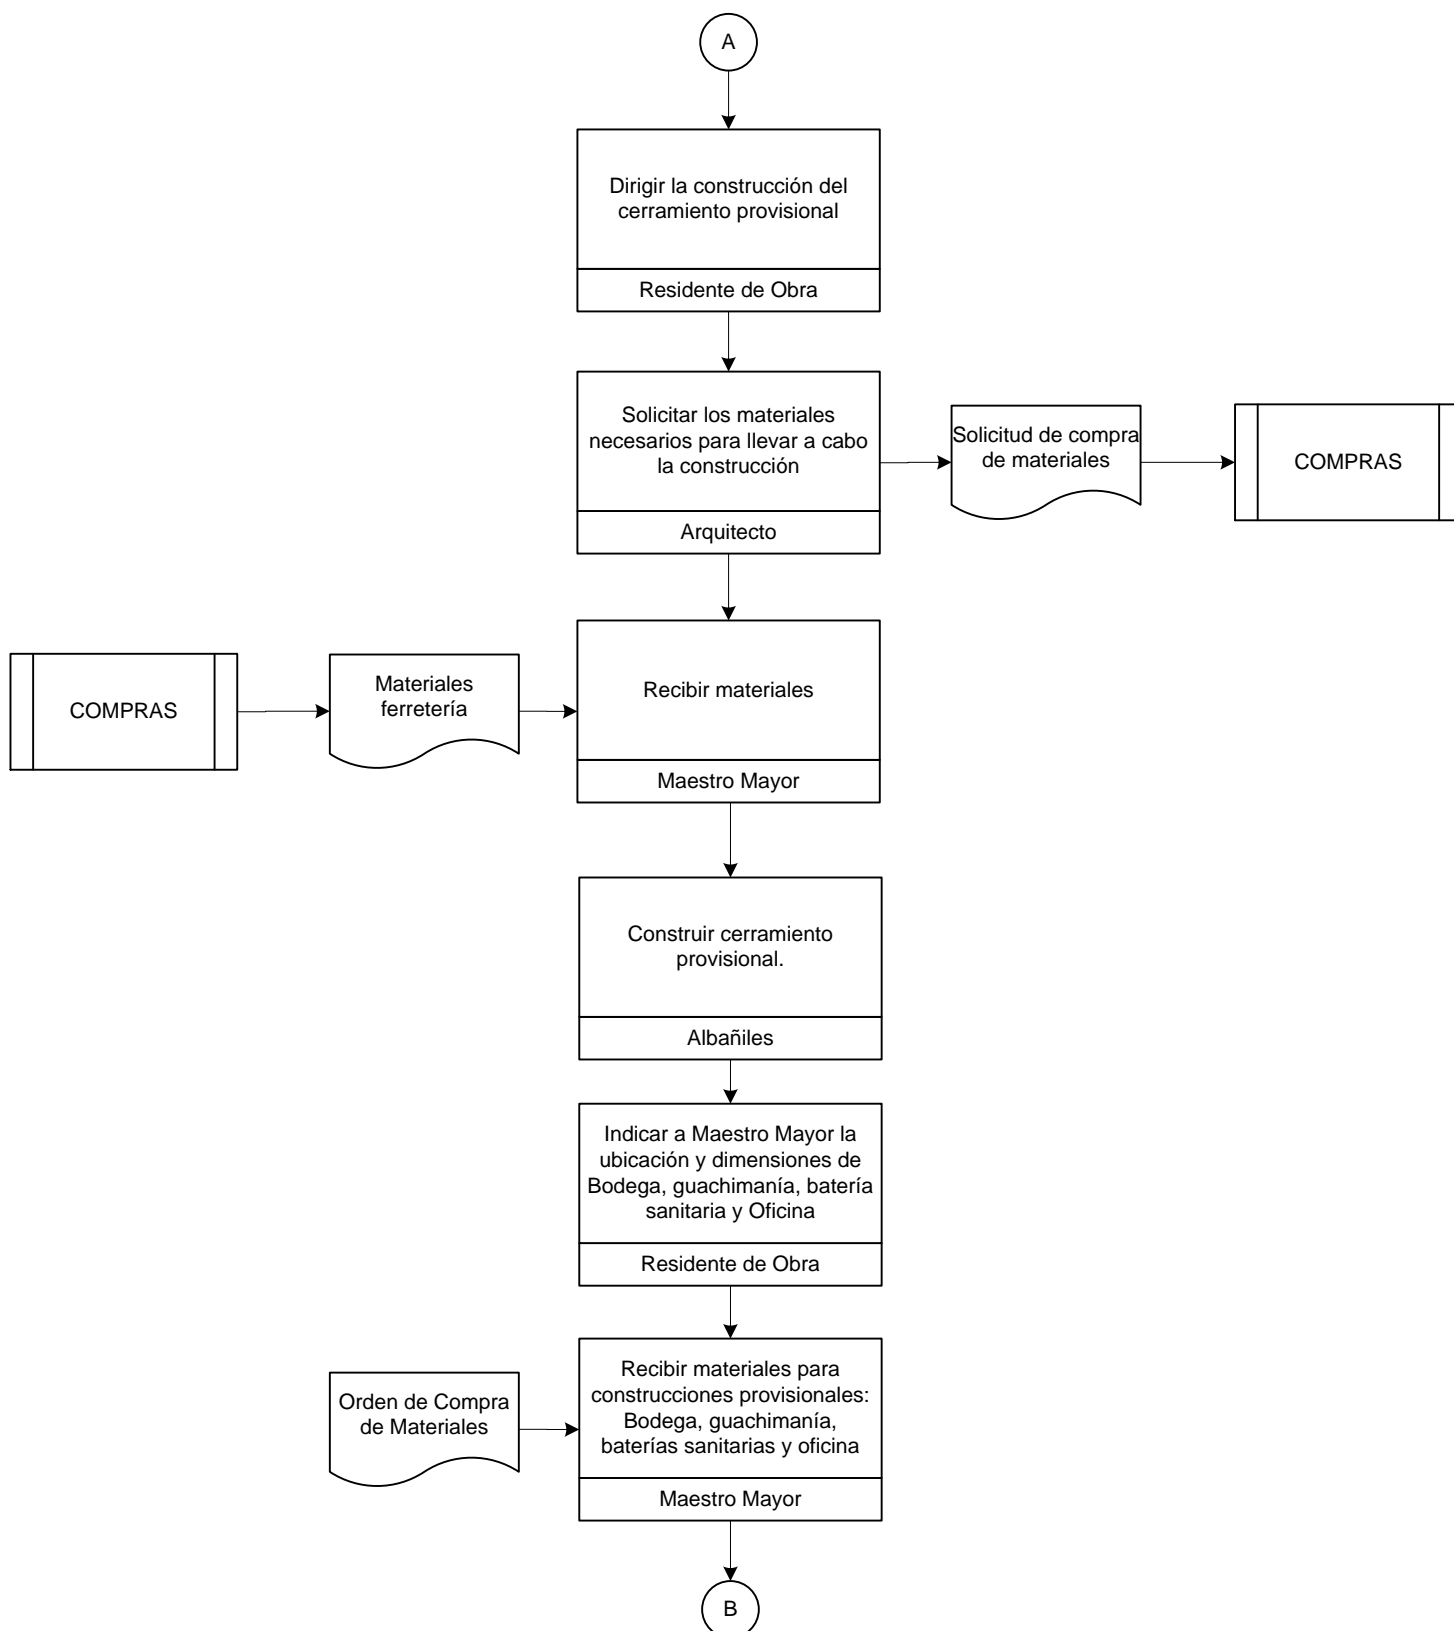 A
Dirigir la construcción del
cerramiento provisional
Residente de Obra
Solicitar los materiales
necesarios para llevar a cabo
la construcción
Arquitecto
Solicitud de compra
de materiales
COMPRAS
COMPRAS
Materiales
ferretería
Recibir materiales
Maestro Mayor
Construir cerramiento
provisional.
Albañiles
Indicar a Maestro Mayor la
ubicación y dimensiones de
Bodega, guachimanía, batería
sanitaria y Oficina
Residente de Obra
Orden de Compra
de Materiales
Recibir materiales para
construcciones provisionales:
Bodega, guachimanía,
baterías sanitarias y oficina
Maestro Mayor
B